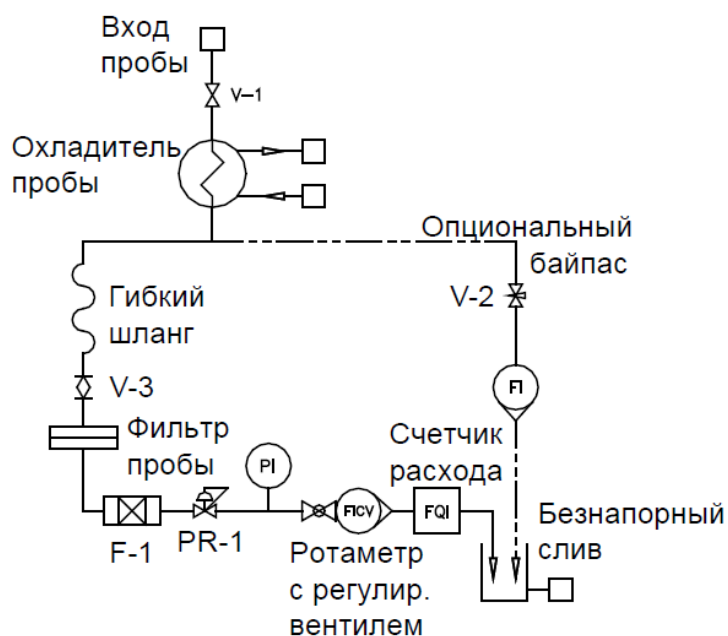 Вход
пробы
V-1
Охладитель
пробы
Опциональный
байпас
V-2
Гибкий
шланг
V-3
FI
Фильтр
пробы
Счетчик
расхода
PI
FICV
FQI
F-1
PR-1
Безнапорный
слив
Ротаметр
с регулир.
вентилем